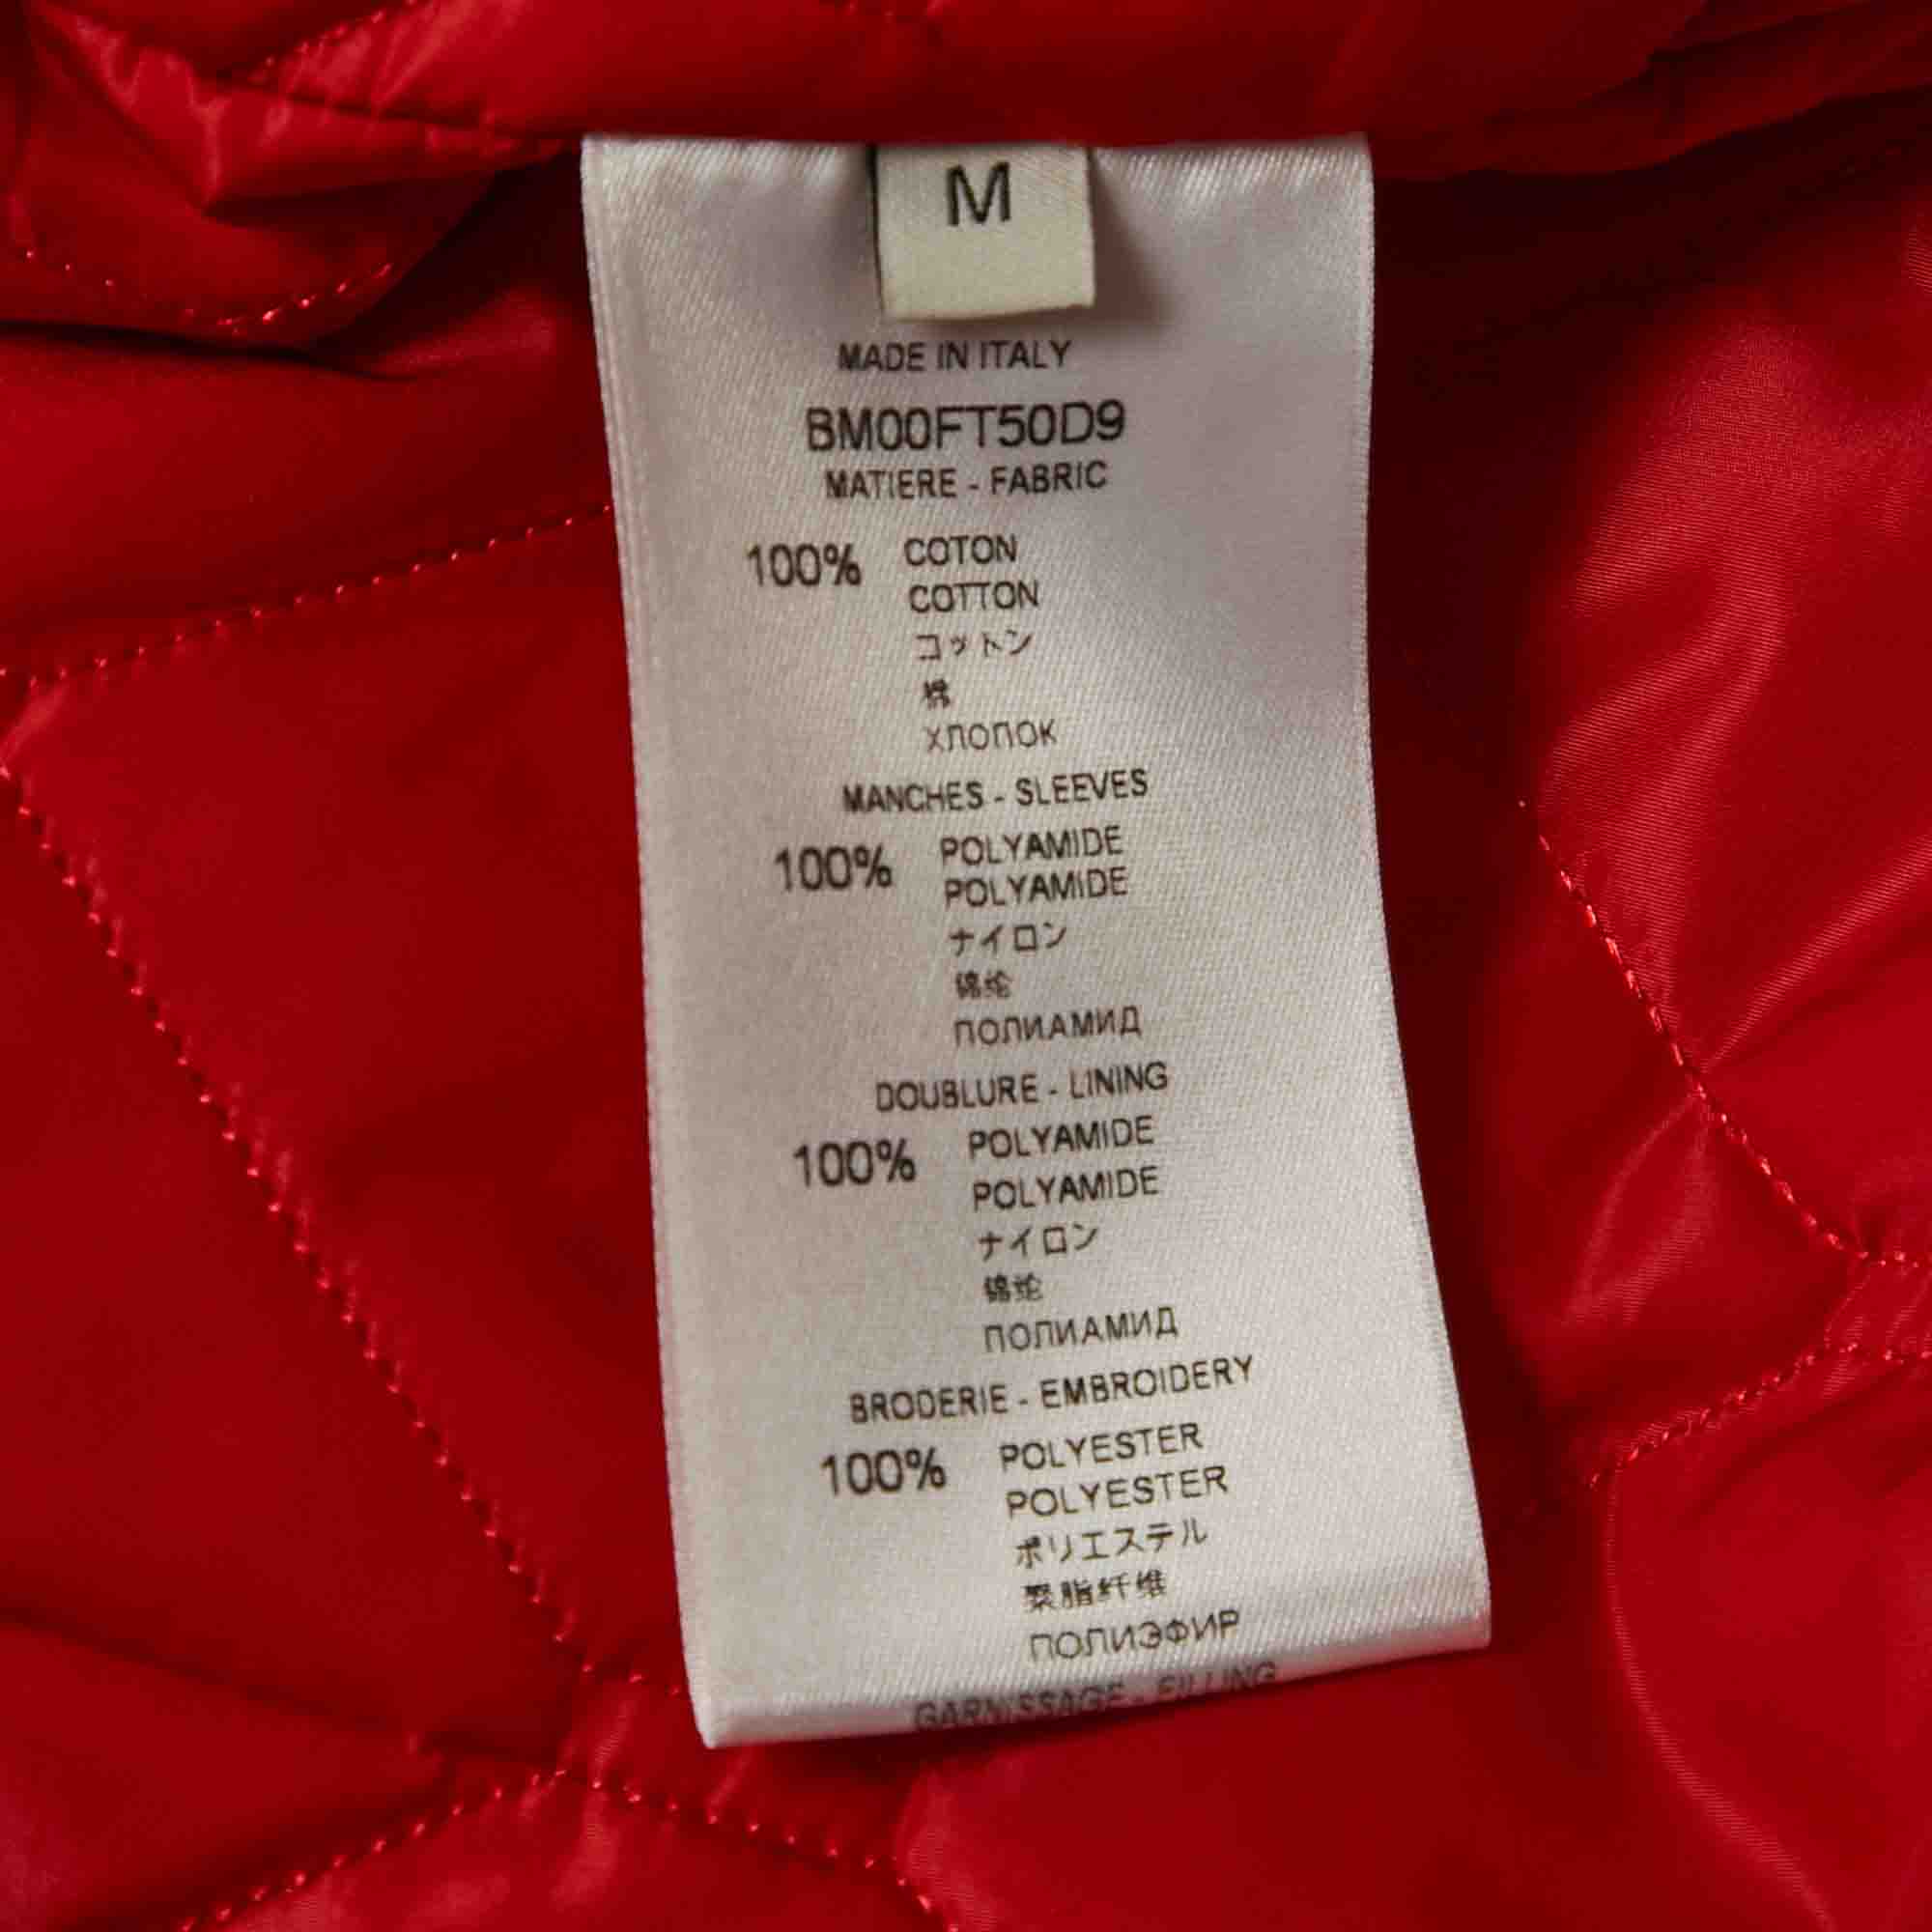 M
MADE IN ITALY
BM00FT50D9
MATIERE - FABRIC
100% COTON
COTTON
コットン
棉
ХЛОПОК
MANCHES - SLEEVES
100% POLYAMIDE
POLYAMIDE
ナイロン
锦纶
ПОЛИАМИД
DOUBLURE - LINING
100% POLYAMIDE
POLYAMIDE
ナイロン
锦纶
ПОЛИАМИД
BRODERIE - EMBROIDERY
100% POLYESTER
POLYESTER
ポリエステル
聚脂纤维
ПОЛИЭФИР
GARNISSAGE - FILLING